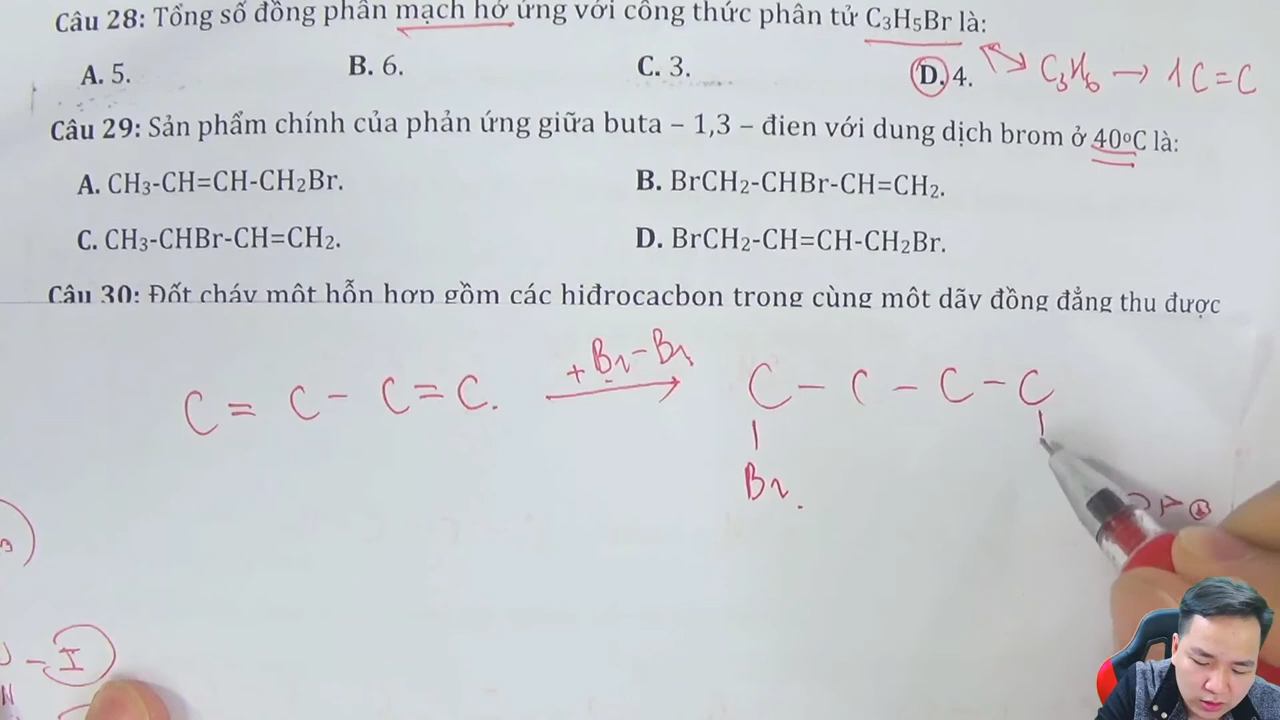 Câu 28: Tổng số đồng phân mạch hở ứng với công thức phân tử C₃H₅Br là:
A. 5. B. 6. C. 3. D. 4. C₃H₆ → 1C=C
Câu 29: Sản phẩm chính của phản ứng giữa buta – 1,3 – đien với dung dịch brom ở 40ºC là:
A. CH₃-CH=CH-CH₂Br. B. BrCH₂-CHBr-CH=CH₂.
C. CH₃-CHBr-CH=CH₂. D. BrCH₂-CH=CH-CH₂Br.
Câu 30: Đốt cháy một hỗn hợp gồm các hiđrocacbon trong cùng một dãy đồng đẳng thu được
+ Br-Br
C = C - C = C. → C - C - C - C
Br.
- I
N